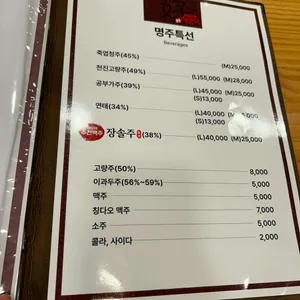 명주특선
Beverages
죽엽청주(45%) (M)25,000
천진고량주(49%) (L)55,000 (M)28,000
공부가주(39%) (L)45,000 (M)25,000
(S)13,000
연태(34%) (L)40,000 (M)25,000
(S)13,000
추천맥주 장솔주 (38%) (L)40,000 (M)25,000
고량주(50%) 8,000
이과두주(56%~59%) 5,000
맥주 5,000
칭다오 맥주 7,000
소주 5,000
콜라, 사이다 2,000